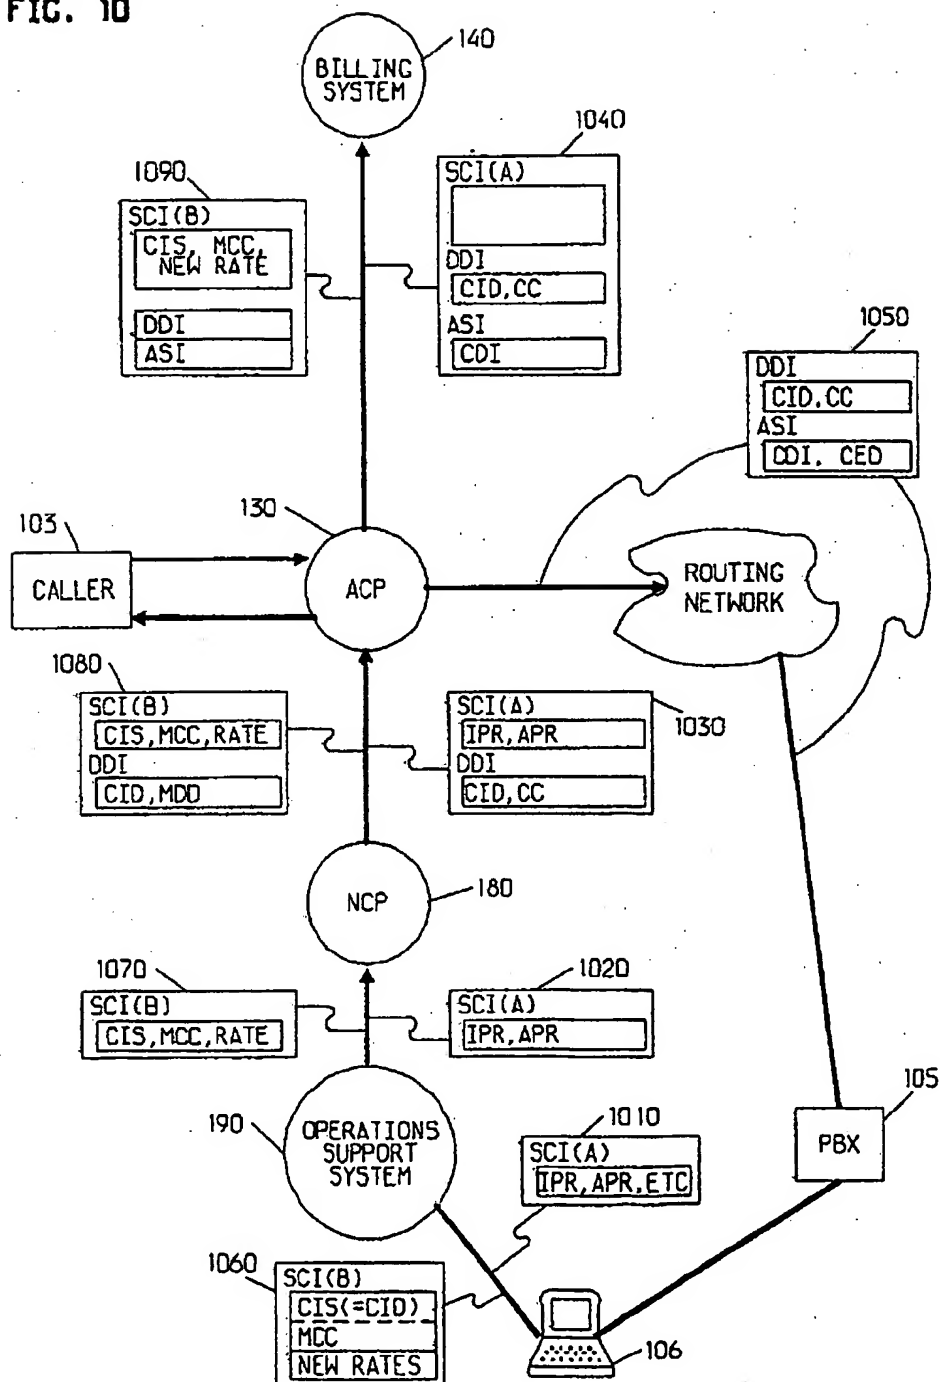 FIG. 10
140
BILLING
SYSTEM
1040
1090
SCI(A)
SCI(B)
CIS, MCC,
NEW RATE
DDI
CID,CC
DDI
ASI
ASI
CDI
1050
DDI
CID,CC
ASI
DDI, CED
130
103
CALLER
ACP
ROUTING
NETWORK
1080
SCI(B)
CIS,MCC,RATE
DDI
CID,MDD
SCI(A)
IPR,APR
DDI
CID,CC
1030
NCP
180
1070
1020
SCI(B)
CIS,MCC,RATE
SCI(A)
IPR,APR
190
OPERATIONS
SUPPORT
SYSTEM
1010
SCI(A)
IPR,APR,ETC
105
PBX
1060
SCI(B)
CIS(=CID)
MCC
NEW RATES
106